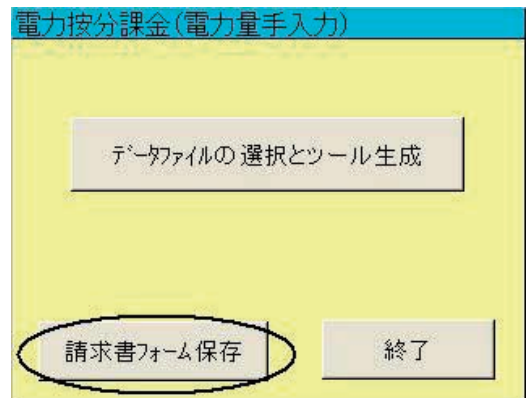 電力按分課金(電力量手入力)
ﾃﾞｰﾀﾌｧｲﾙの選択とツール生成
請求書ﾌｫｰﾑ保存
終了